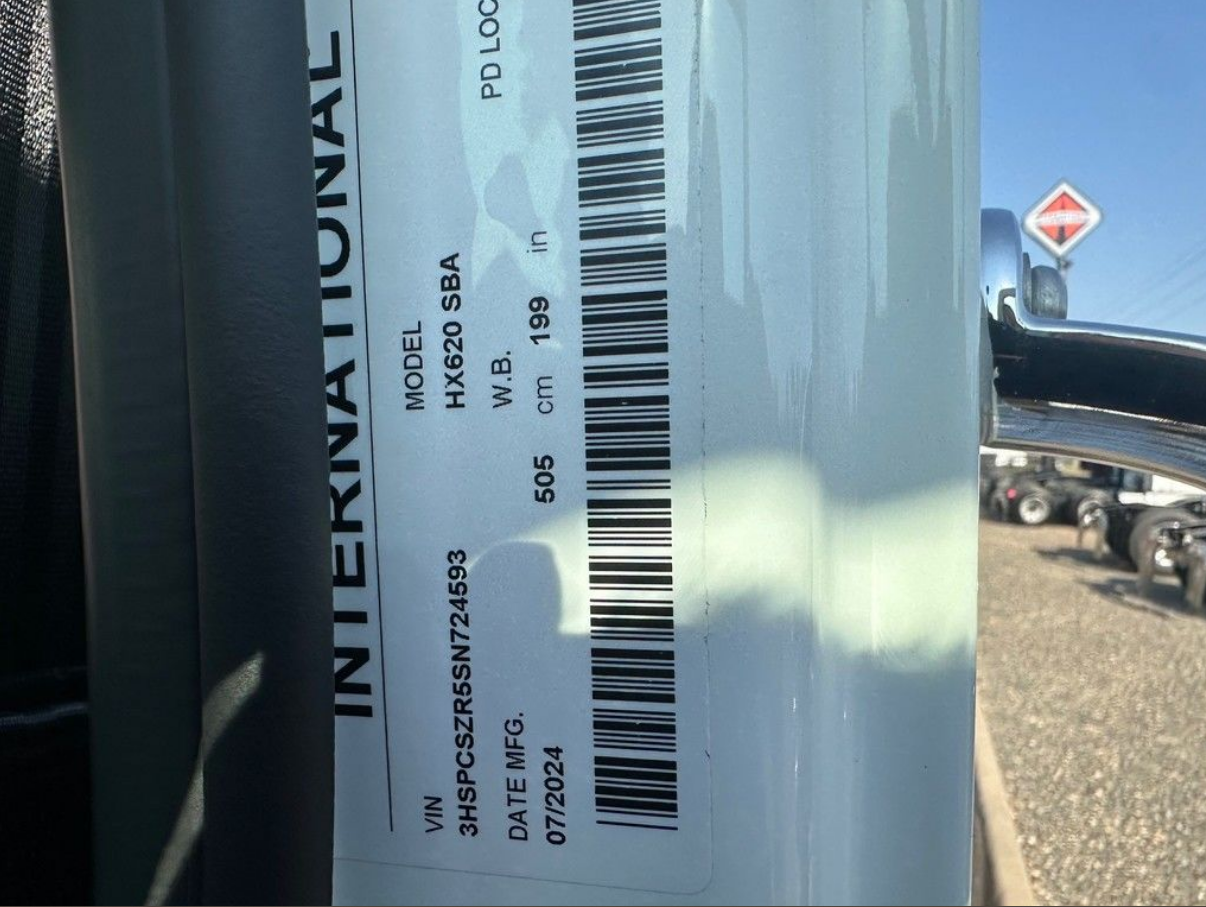 INTERNATIONAL
VIN
3HSPCSZR5SN724593
MODEL
HX620 SBA
DATE MFG.
07/2024
W.B.
505 cm 199 in
PD LOC